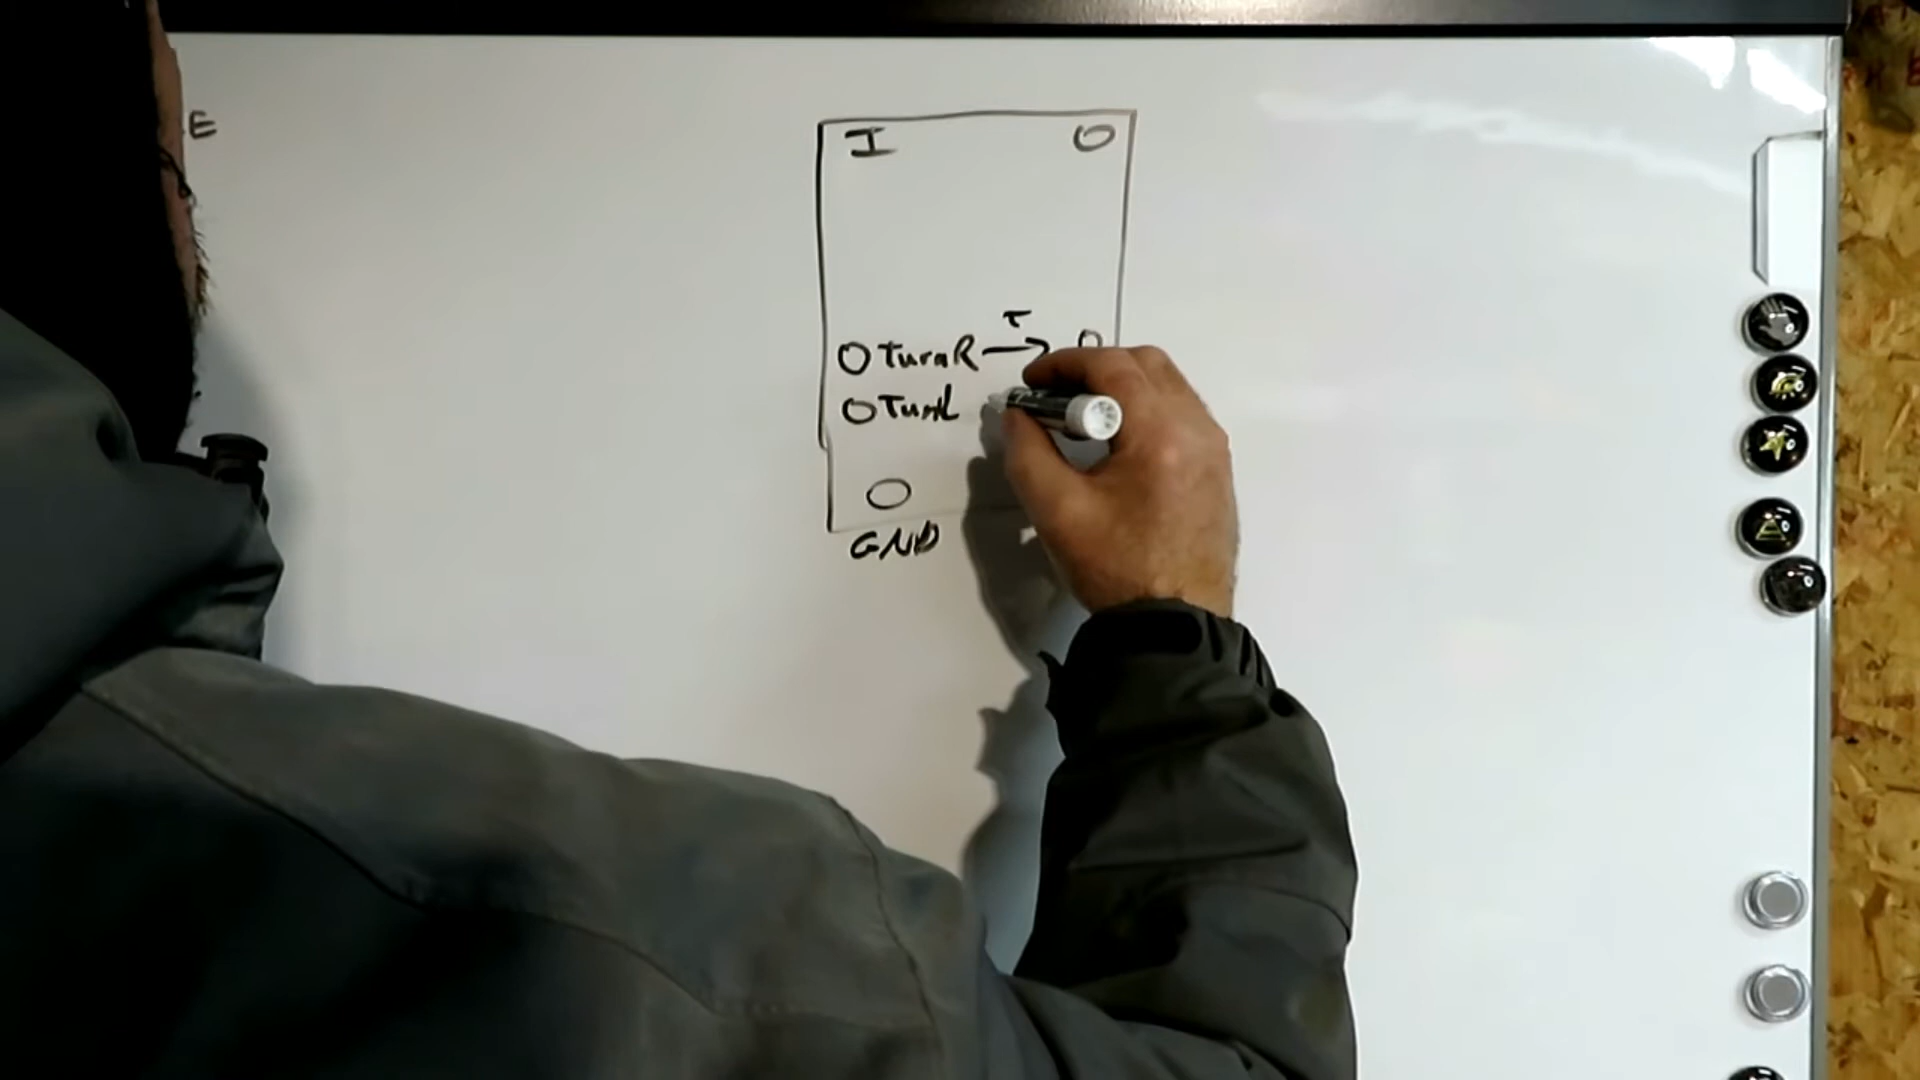 E
I O
τ
O TurnR → O
O TurnL
O
GND